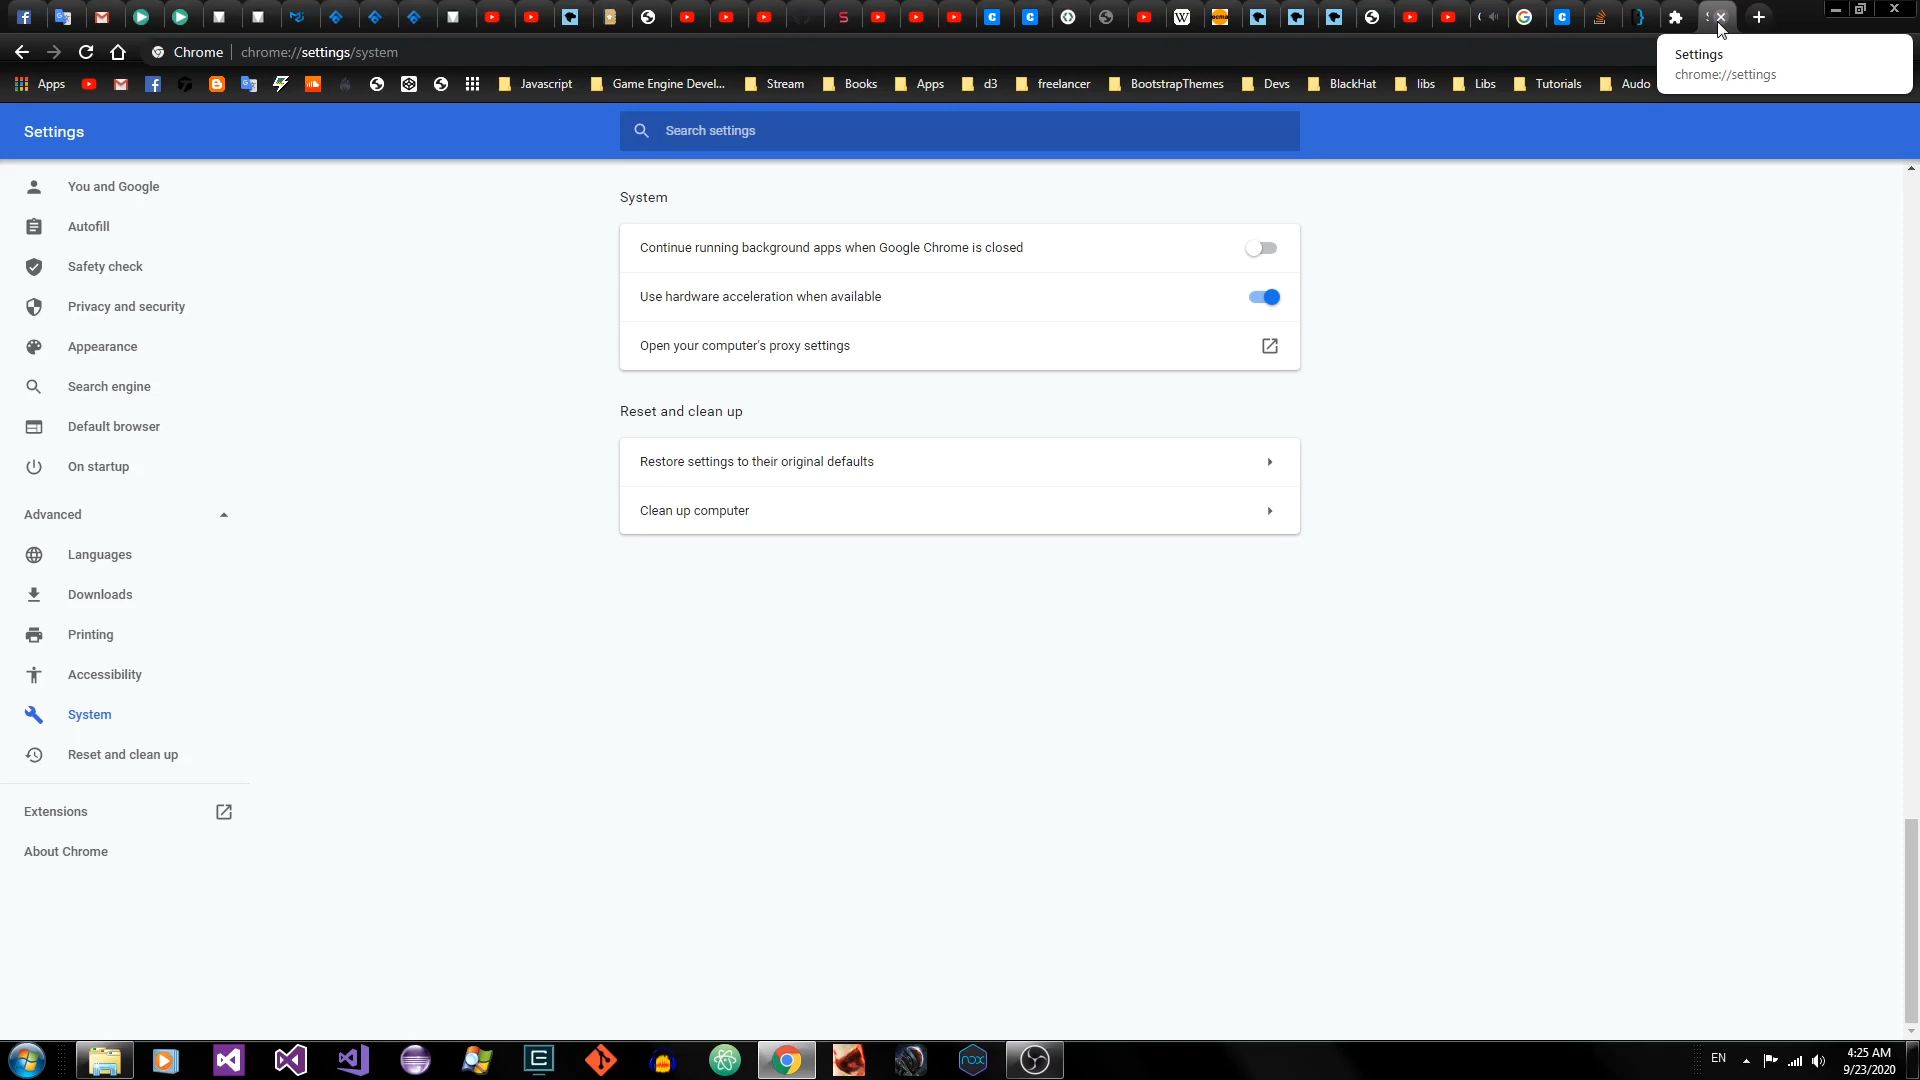 Chrome
chrome://settings/system
Settings
chrome://settings
Apps
Javascript
Game Engine Devel...
Stream
Books
Apps
d3
freelancer
BootstrapThemes
Devs
BlackHat
libs
Libs
Tutorials
Audo
Settings
Search settings
You and Google
Autofill
Safety check
Privacy and security
Appearance
Search engine
Default browser
On startup
Advanced
Languages
Downloads
Printing
Accessibility
System
Reset and clean up
Extensions
About Chrome
System
Continue running background apps when Google Chrome is closed
Use hardware acceleration when available
Open your computer's proxy settings
Reset and clean up
Restore settings to their original defaults
Clean up computer
nox
EN
4:25 AM
9/23/2020